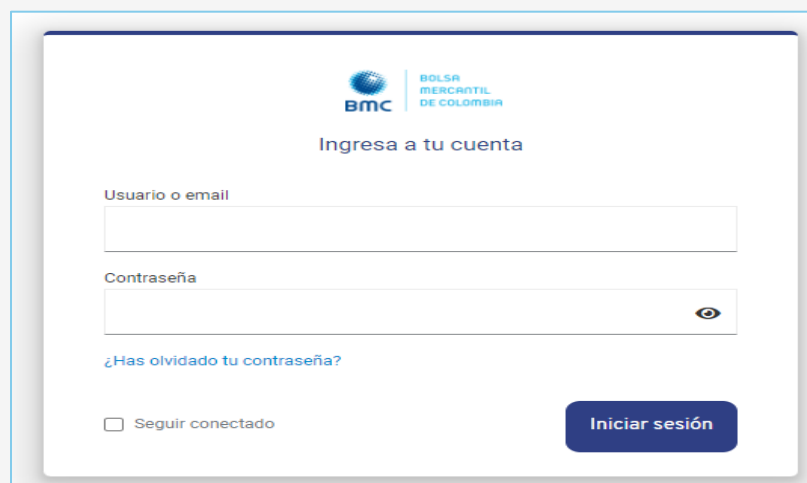 BMC
BOLSA
MERCANTIL
DE COLOMBIA
Ingresa a tu cuenta
Usuario o email
Contraseña
¿Has olvidado tu contraseña?
Seguir conectado
Iniciar sesión